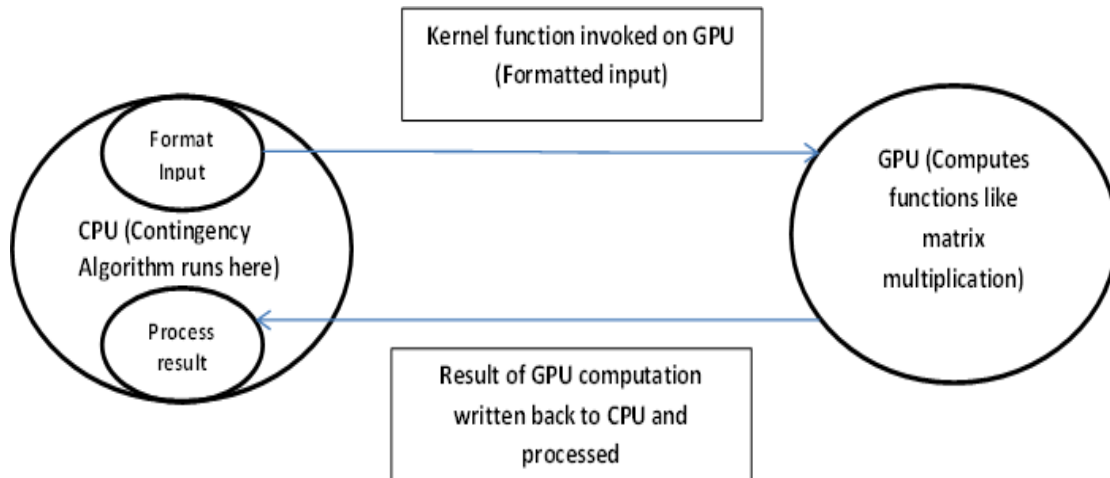 Kernel function invoked on GPU
(Formatted input)
Format
Input
CPU (Contingency
Algorithm runs here)
Process
result
GPU (Computes
functions like
matrix
multiplication)
Result of GPU computation
written back to CPU and
processed